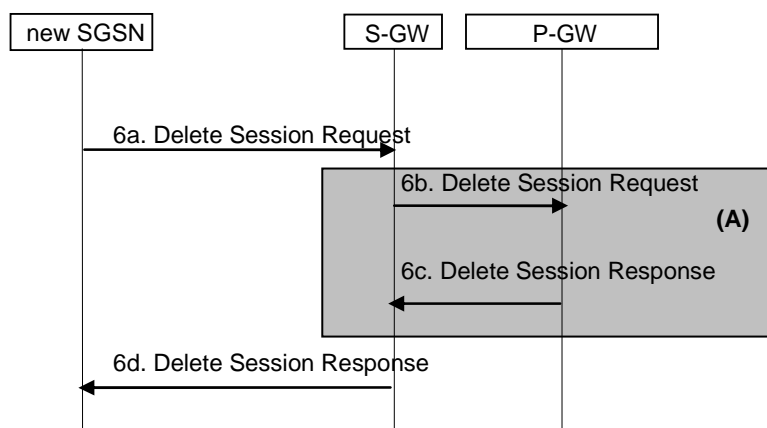 new SGSN
S-GW
P-GW
6a. Delete Session Request
6b. Delete Session Request
(A)
6c. Delete Session Response
6d. Delete Session Response